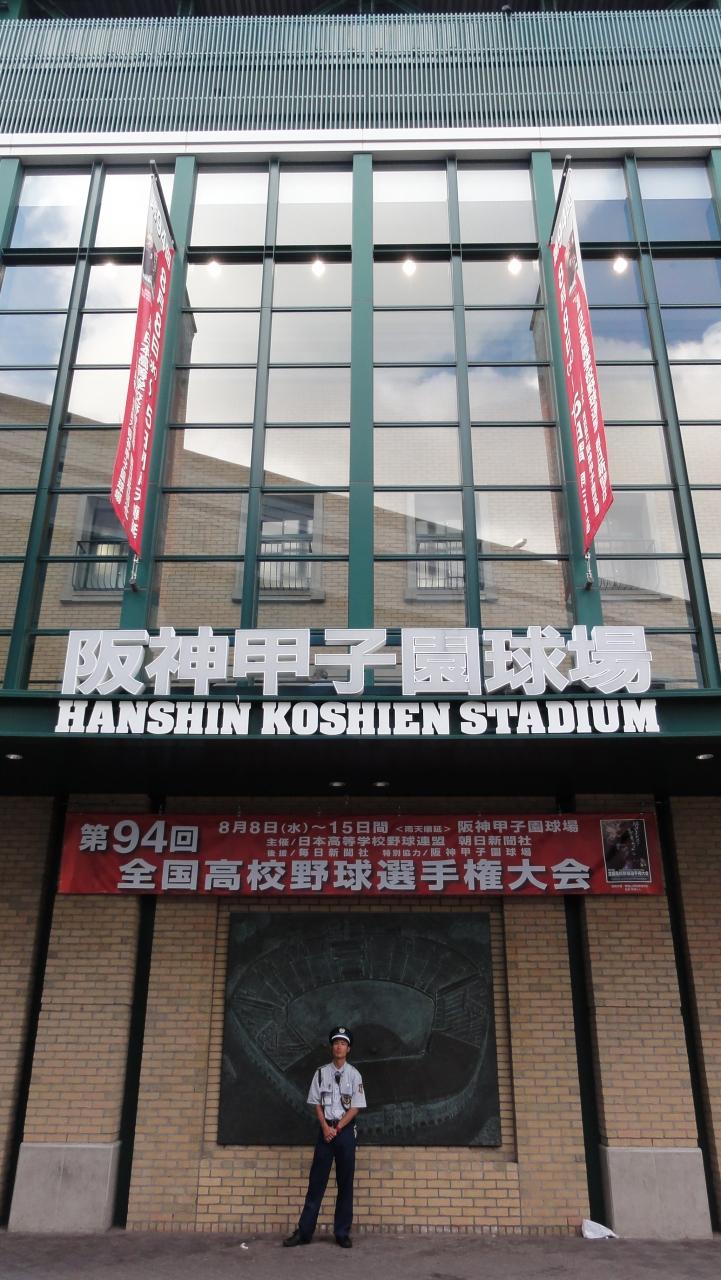 阪神甲子園球場
HANSHIN KOSHIEN STADIUM
第94回
8月8日(水)~15日間 <雨天順延> 阪神甲子園球場
主催/日本高等学校野球連盟 朝日新聞社
後援/毎日新聞社 特別協力/阪神甲子園球場
全国高校野球選手権大会